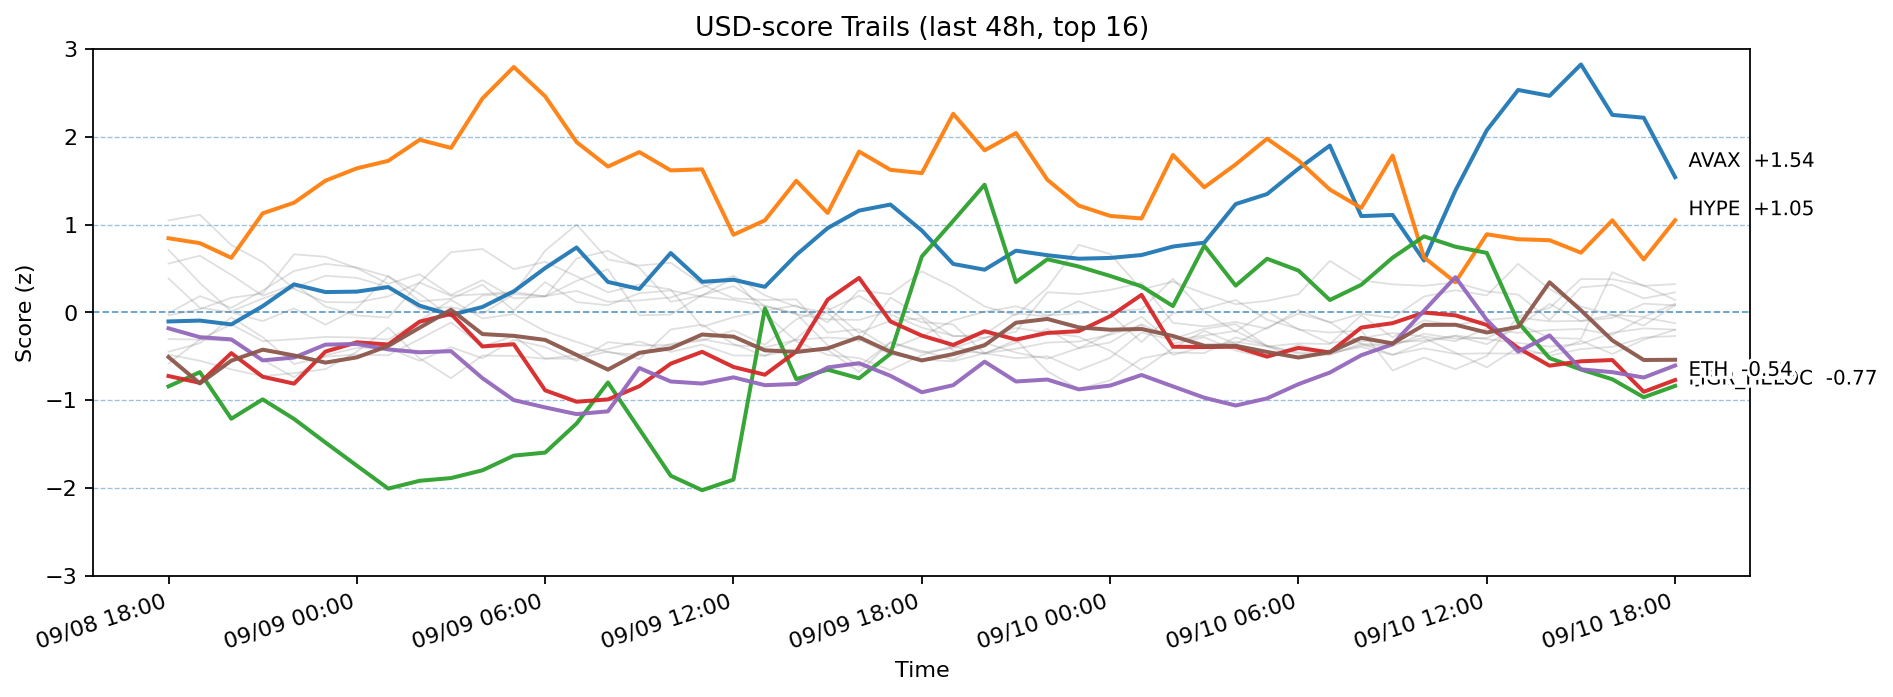 USD-score Trails (last 48h, top 16)
Score (z)
3
2
1
0
−1
−2
−3
AVAX +1.54
HYPE +1.05
ETH -0.54
-0.77
09/08 18:00
09/09 00:00
09/09 06:00
09/09 12:00
09/09 18:00
09/10 00:00
09/10 06:00
09/10 12:00
09/10 18:00
Time